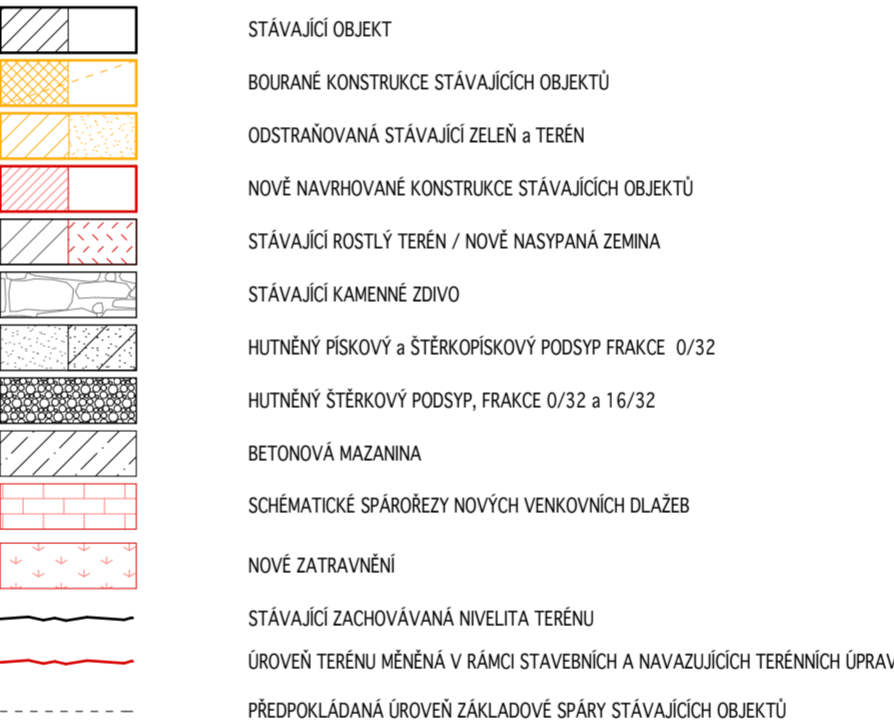 STÁVAJÍCÍ OBJEKT
BOURANÉ KONSTRUKCE STÁVAJÍCÍCH OBJEKTŮ
ODSTRAŇOVANÁ STÁVAJÍCÍ ZELEŇ a TERÉN
NOVĚ NAVRHOVANÉ KONSTRUKCE STÁVAJÍCÍCH OBJEKTŮ
STÁVAJÍCÍ ROSTLÝ TERÉN / NOVĚ NASYPANÁ ZEMINA
STÁVAJÍCÍ KAMENNÉ ZDIVO
HUTNĚNÝ PÍSKOVÝ a ŠTĚRKOPÍSKOVÝ PODSYP FRAKCE 0/32
HUTNĚNÝ ŠTĚRKOVÝ PODSYP, FRAKCE 0/32 a 16/32
BETONOVÁ MAZANINA
SCHÉMATICKÉ SPÁROŘEZY NOVÝCH VENKOVNÍCH DLAŽEB
NOVÉ ZATRAVNĚNÍ
STÁVAJÍCÍ ZACHOVÁVANÁ NIVELITA TERÉNU
ÚROVEŇ TERÉNU MĚNĚNÁ V RÁMCI STAVEBNÍCH A NAVAZUJÍCÍCH TERÉNNÍCH ÚPRAV
PŘEDPOKLÁDANÁ ÚROVEŇ ZÁKLADOVÉ SPÁRY STÁVAJÍCÍCH OBJEKTŮ